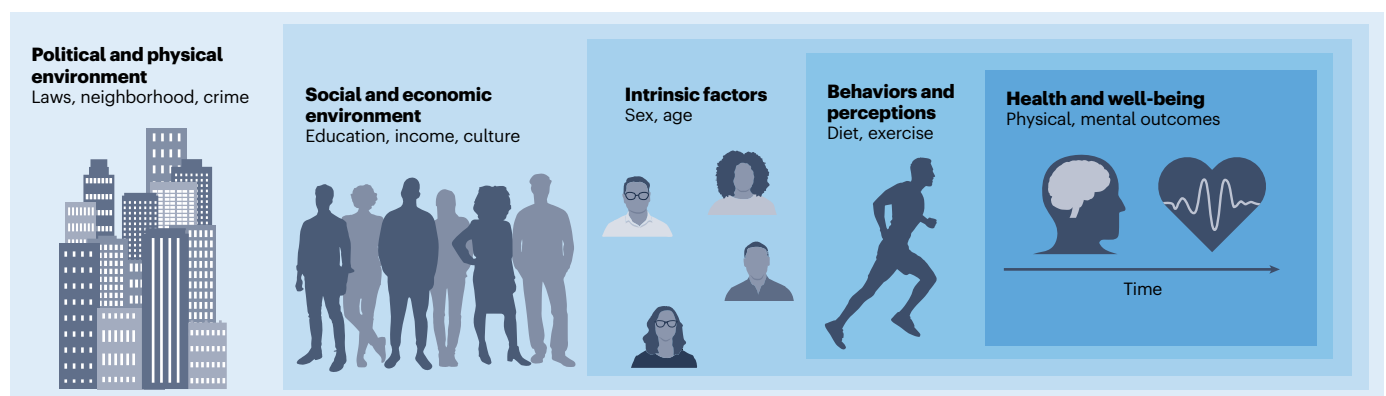 Political and physical
environment
Laws, neighborhood, crime
Social and economic
environment
Education, income, culture
Intrinsic factors
Sex, age
Behaviors and
perceptions
Diet, exercise
Health and well-being
Physical, mental outcomes
Time